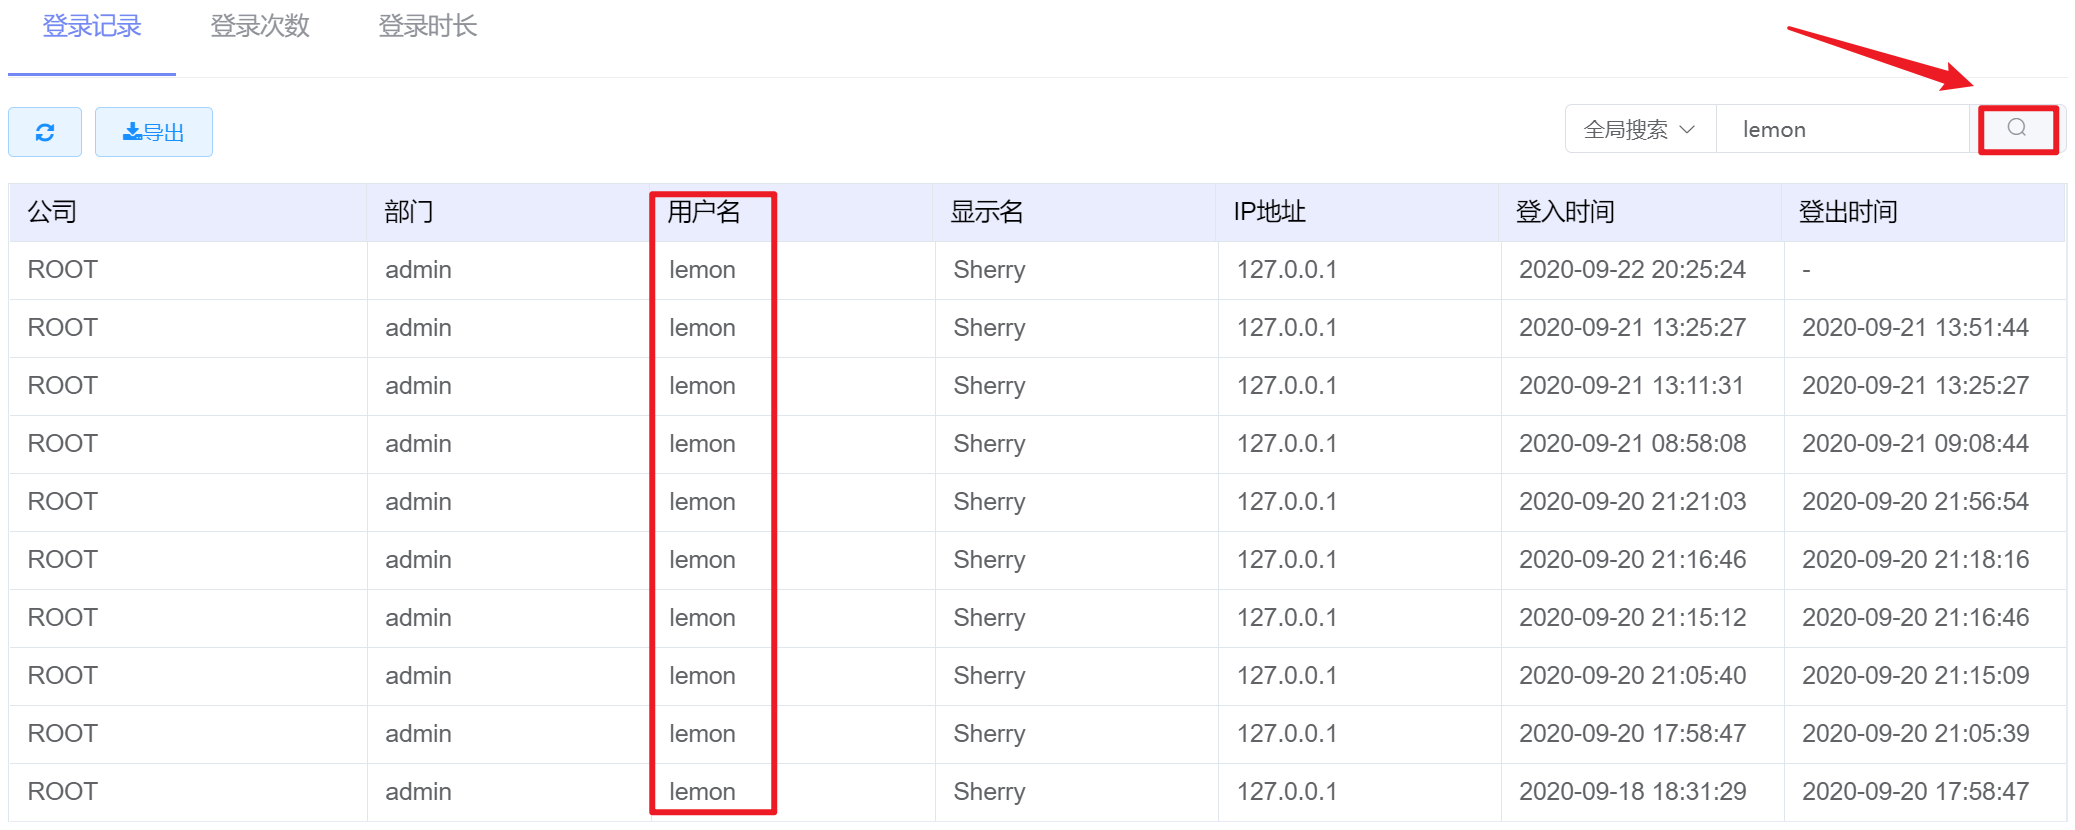 登录记录 登录次数 登录时长
导出 全局搜索 lemon
公司 部门 用户名 显示名 IP地址 登入时间 登出时间
ROOT admin lemon Sherry 127.0.0.1 2020-09-22 20:25:24 -
ROOT admin lemon Sherry 127.0.0.1 2020-09-21 13:25:27 2020-09-21 13:51:44
ROOT admin lemon Sherry 127.0.0.1 2020-09-21 13:11:31 2020-09-21 13:25:27
ROOT admin lemon Sherry 127.0.0.1 2020-09-21 08:58:08 2020-09-21 09:08:44
ROOT admin lemon Sherry 127.0.0.1 2020-09-20 21:21:03 2020-09-20 21:56:54
ROOT admin lemon Sherry 127.0.0.1 2020-09-20 21:16:46 2020-09-20 21:18:16
ROOT admin lemon Sherry 127.0.0.1 2020-09-20 21:15:12 2020-09-20 21:16:46
ROOT admin lemon Sherry 127.0.0.1 2020-09-20 21:05:40 2020-09-20 21:15:09
ROOT admin lemon Sherry 127.0.0.1 2020-09-20 17:58:47 2020-09-20 21:05:39
ROOT admin lemon Sherry 127.0.0.1 2020-09-18 18:31:29 2020-09-20 17:58:47